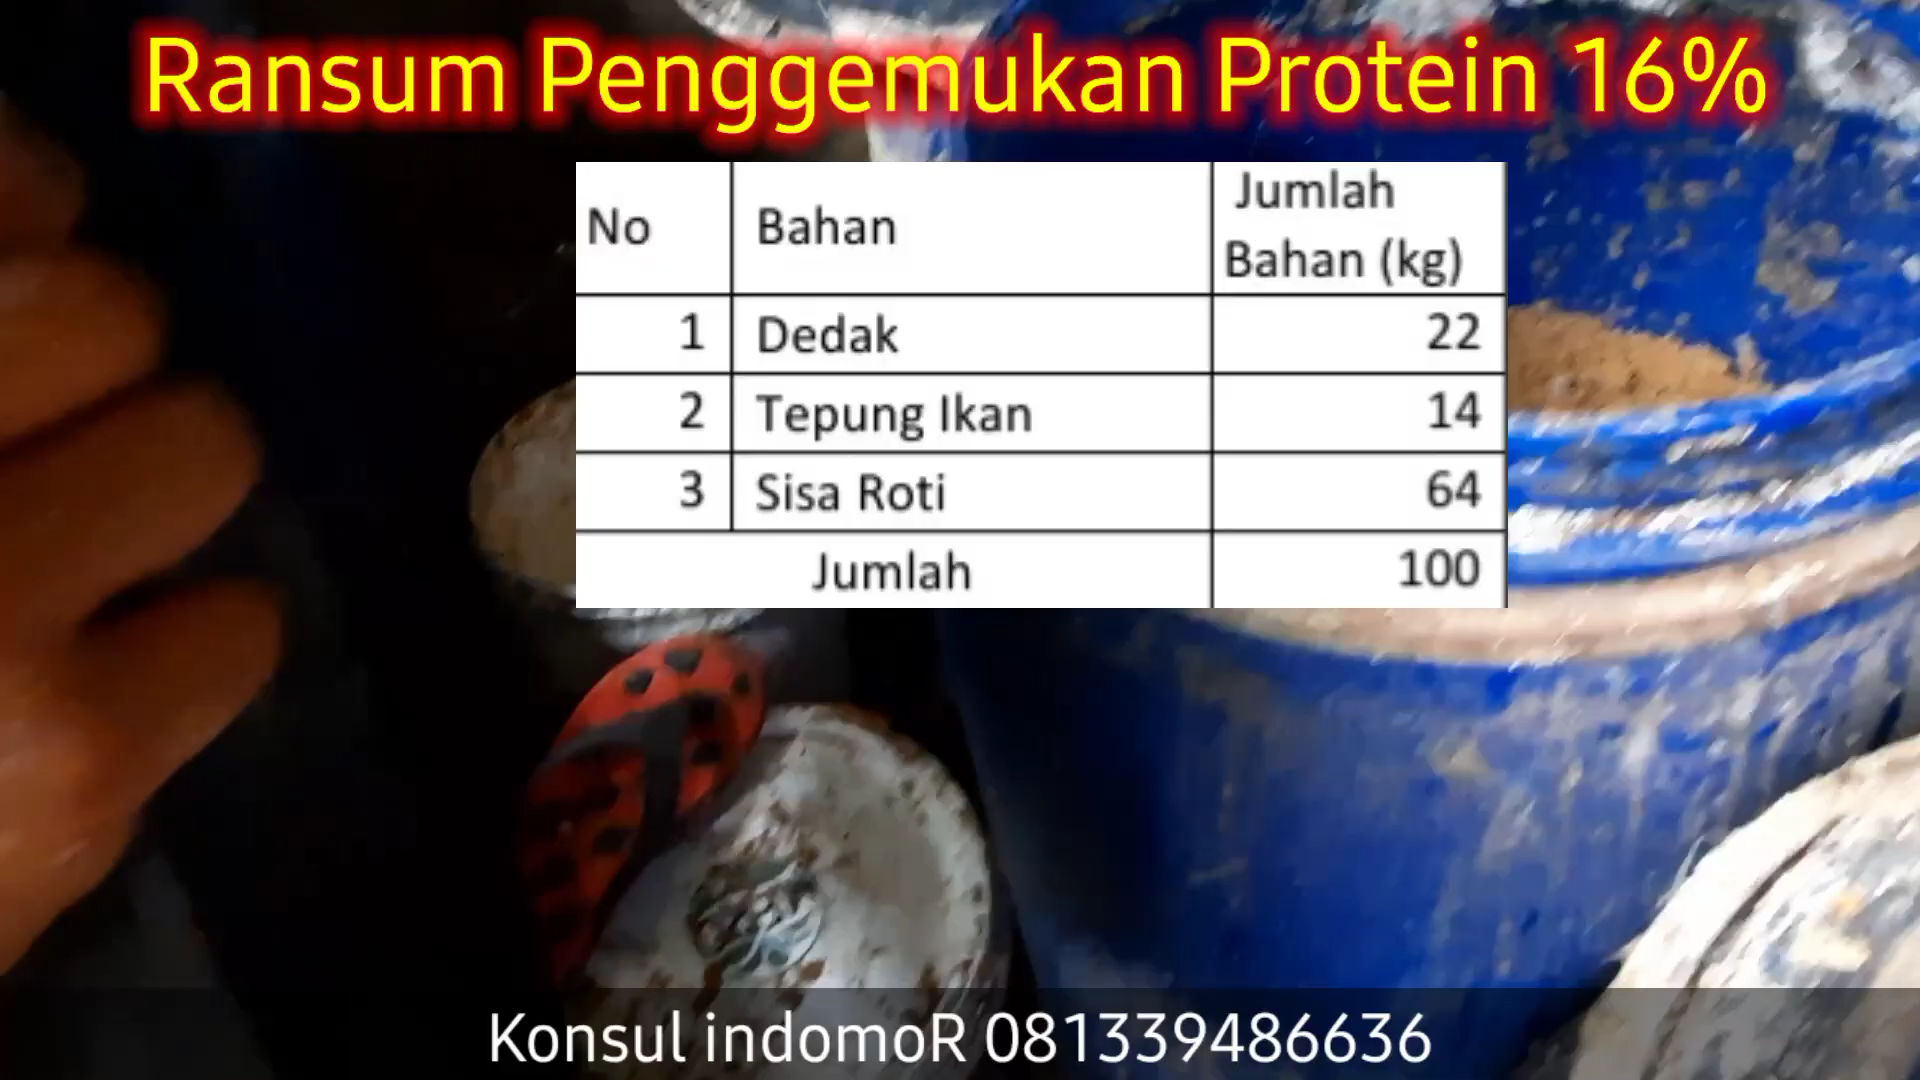 Ransum Penggemukan Protein 16%
No Bahan Jumlah Bahan (kg)
1 Dedak 22
2 Tepung Ikan 14
3 Sisa Roti 64
Jumlah 100
Konsul indomoR 081339486636